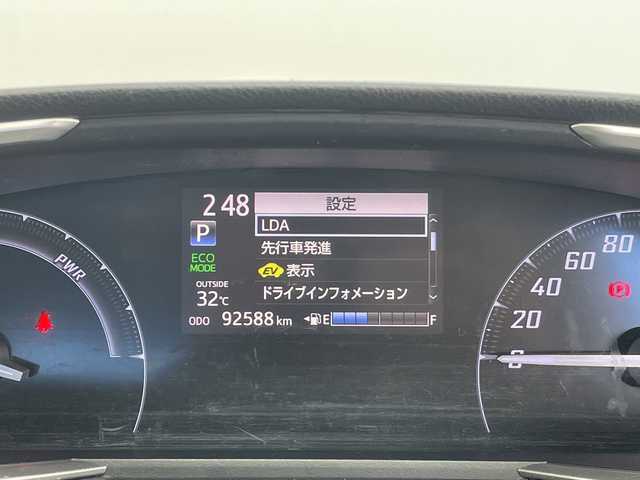 2 48
設定
LDA
P
先行車発進
ECO
MODE
EV 表示
OUTSIDE
32℃
ドライブインフォメーション
ODO 92588 km
E F
PWR
80
60
40
20
0
P